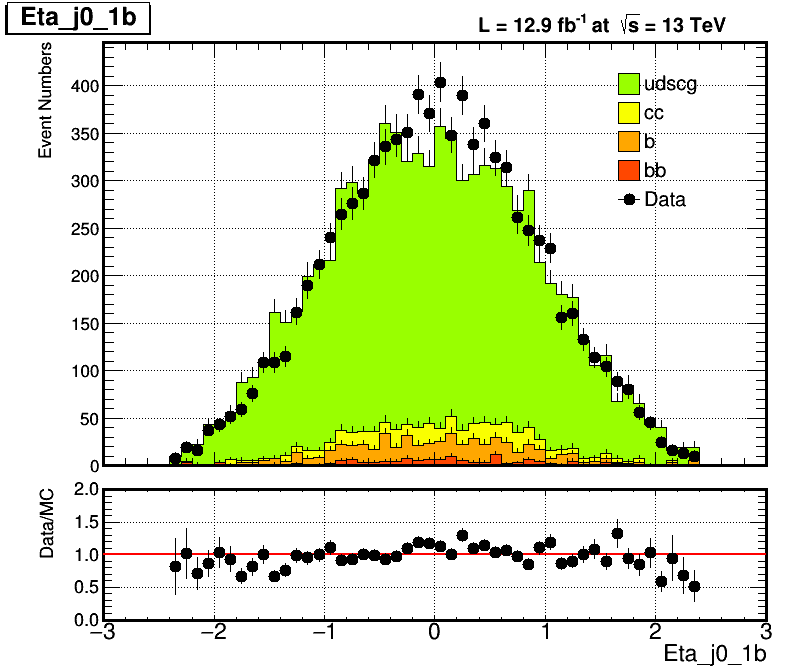 Eta_j0_1b
L = 12.9 fb⁻¹ at √s = 13 TeV
Event Numbers
400
350
300
250
200
150
100
50
0
udscg
cc
b
bb
Data
Data/MC
2.0
1.5
1.0
0.5
0.0
−3 −2 −1 0 1 2 3
Eta_j0_1b